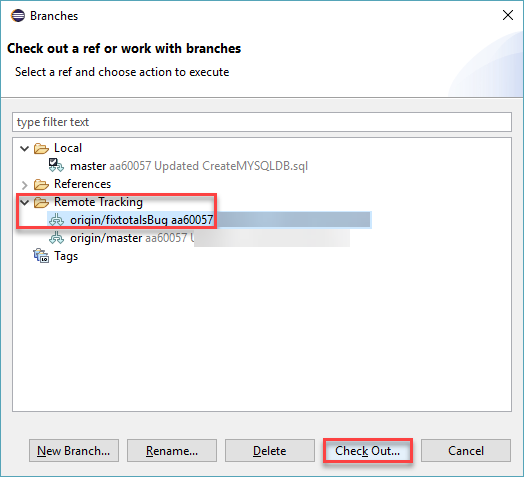 Branches
Check out a ref or work with branches
Select a ref and choose action to execute
type filter text
Local
master aa60057 Updated CreateMYSQLDB.sql
References
Remote Tracking
origin/fixtotalsBug aa60057
origin/master aa60057
Tags
New Branch... Rename... Delete Check Out... Cancel